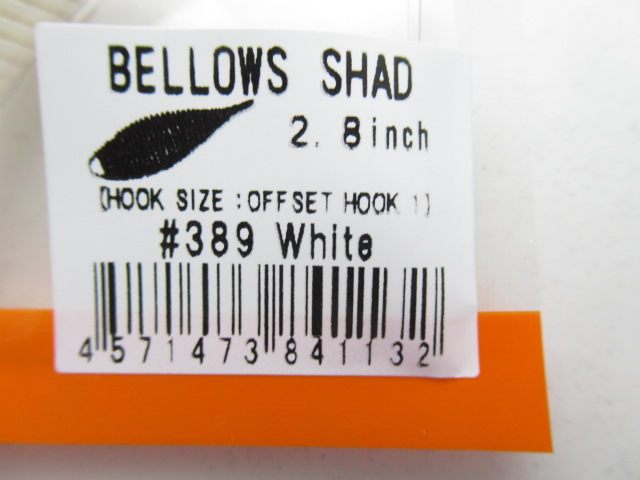 BELLOWS SHAD
2.8inch
(HOOK SIZE:OFFSET HOOK 1)
#389 White
4571473841132